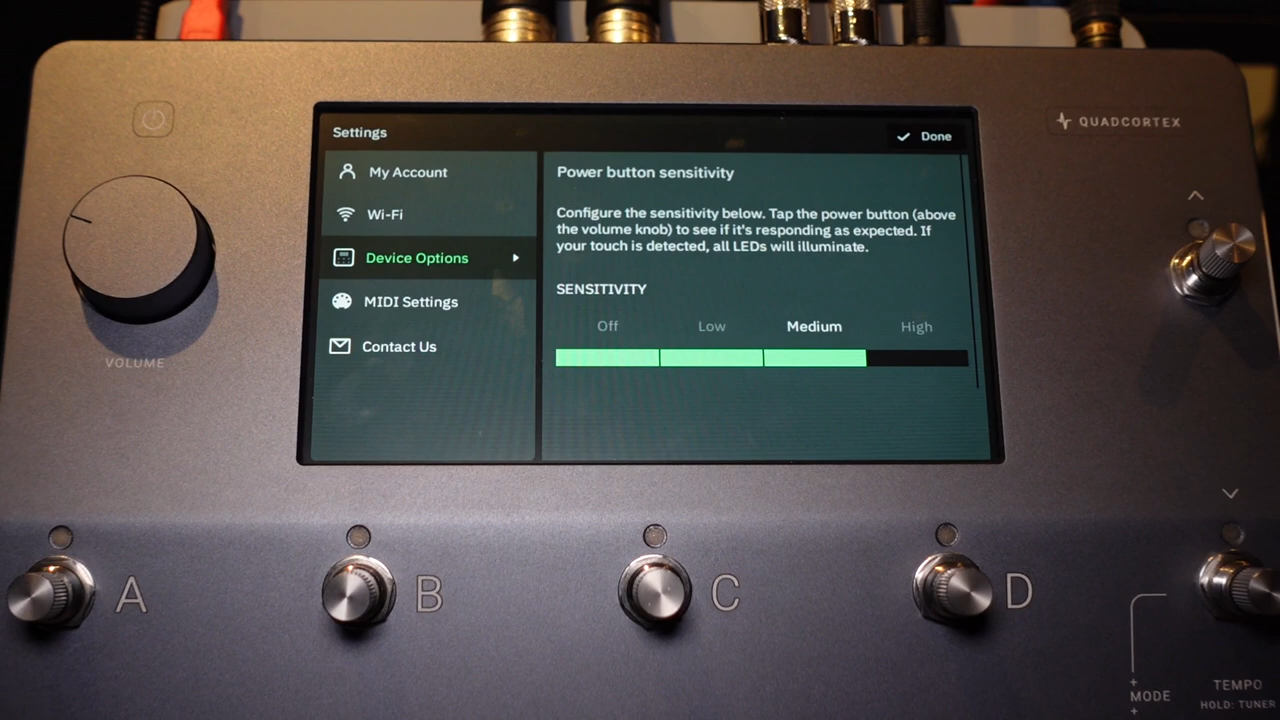 Settings
Done
QUADCORTEX
My Account
Wi-Fi
Device Options
MIDI Settings
Contact Us
Power button sensitivity
Configure the sensitivity below. Tap the power button (above
the volume knob) to see if it's responding as expected. If
your touch is detected, all LEDs will illuminate.
SENSITIVITY
Off Low Medium High
VOLUME
A
B
C
D
+
MODE
+
TEMPO
HOLD: TUNER